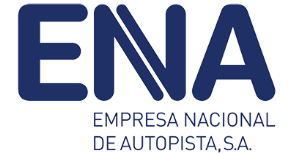 ENA
EMPRESA NACIONAL
DE AUTOPISTA, S.A.